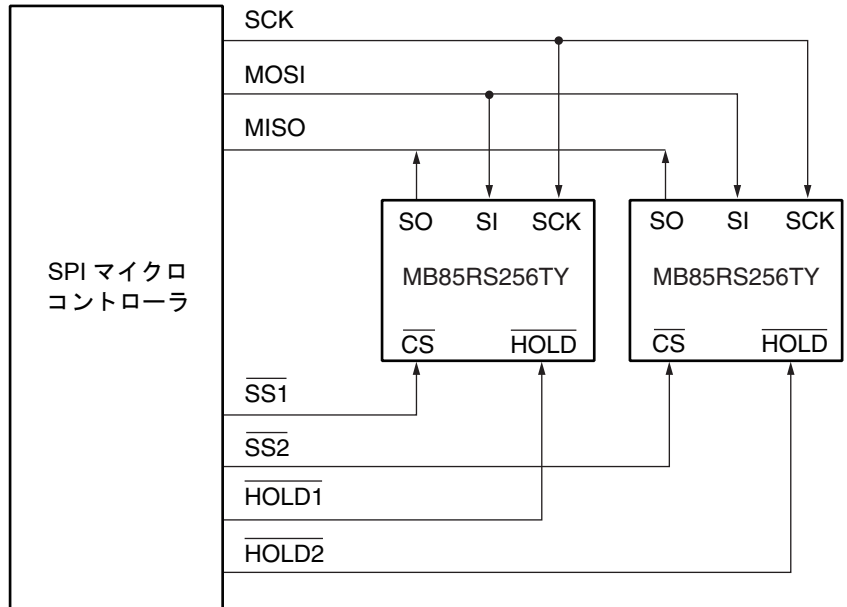 SCK
MOSI
MISO
SO SI SCK
MB85RS256TY
CS HOLD
SO SI SCK
MB85RS256TY
CS HOLD
SPI マイクロ
コントローラ
SS1
SS2
HOLD1
HOLD2